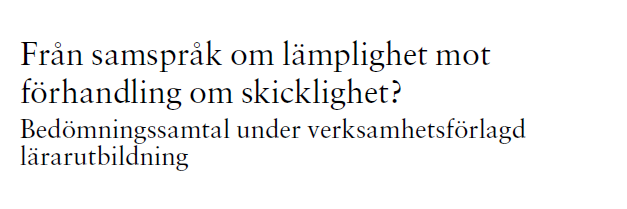 Från samspråk om lämplighet mot
förhandling om skicklighet?
Bedömningssamtal under verksamhetsförlagd
lärarutbildning